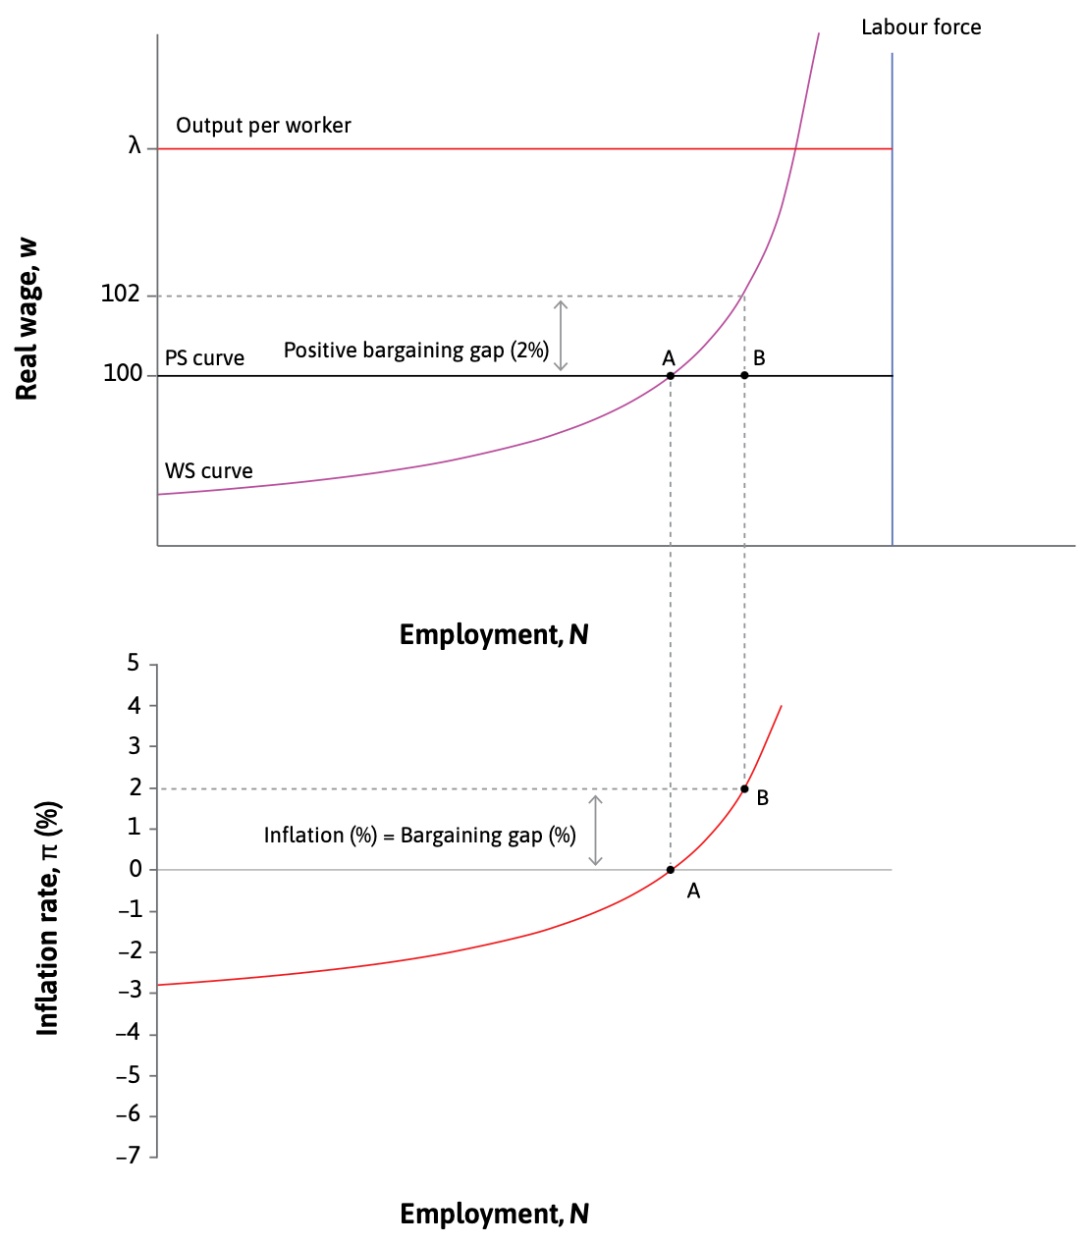 Labour force
Output per worker
λ
Real wage, w
102
Positive bargaining gap (2%)
PS curve
A
B
100
WS curve
Employment, N
5
4
3
2
B
1
Inflation (%) = Bargaining gap (%)
0
A
Inflation rate, π (%)
–1
–2
–3
–4
–5
–6
–7
Employment, N